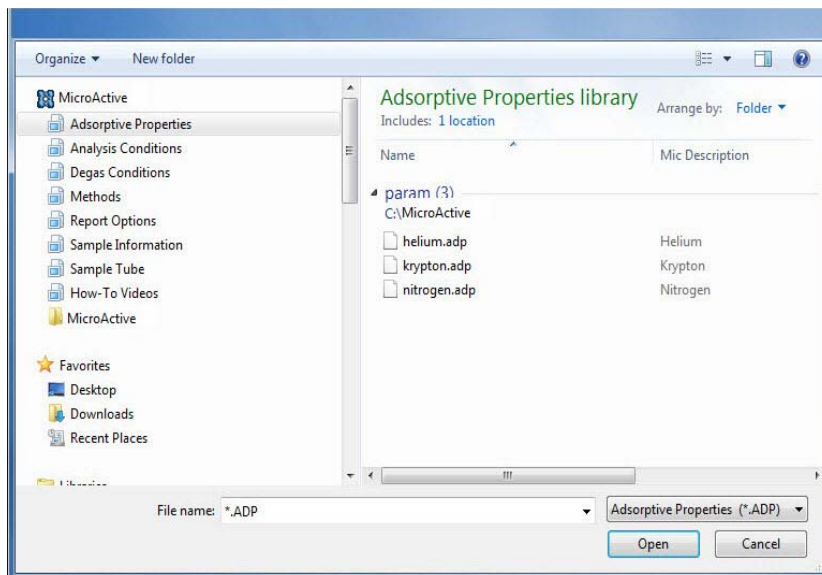 Organize New folder
MicroActive
Adsorptive Properties
Analysis Conditions
Degas Conditions
Methods
Report Options
Sample Information
Sample Tube
How-To Videos
MicroActive
Favorites
Desktop
Downloads
Recent Places
Libraries
Adsorptive Properties library
Includes: 1 location
Arrange by: Folder
Name Mic Description
param (3)
C:\MicroActive
helium.adp Helium
krypton.adp Krypton
nitrogen.adp Nitrogen
File name: *.ADP
Adsorptive Properties (*.ADP)
Open Cancel